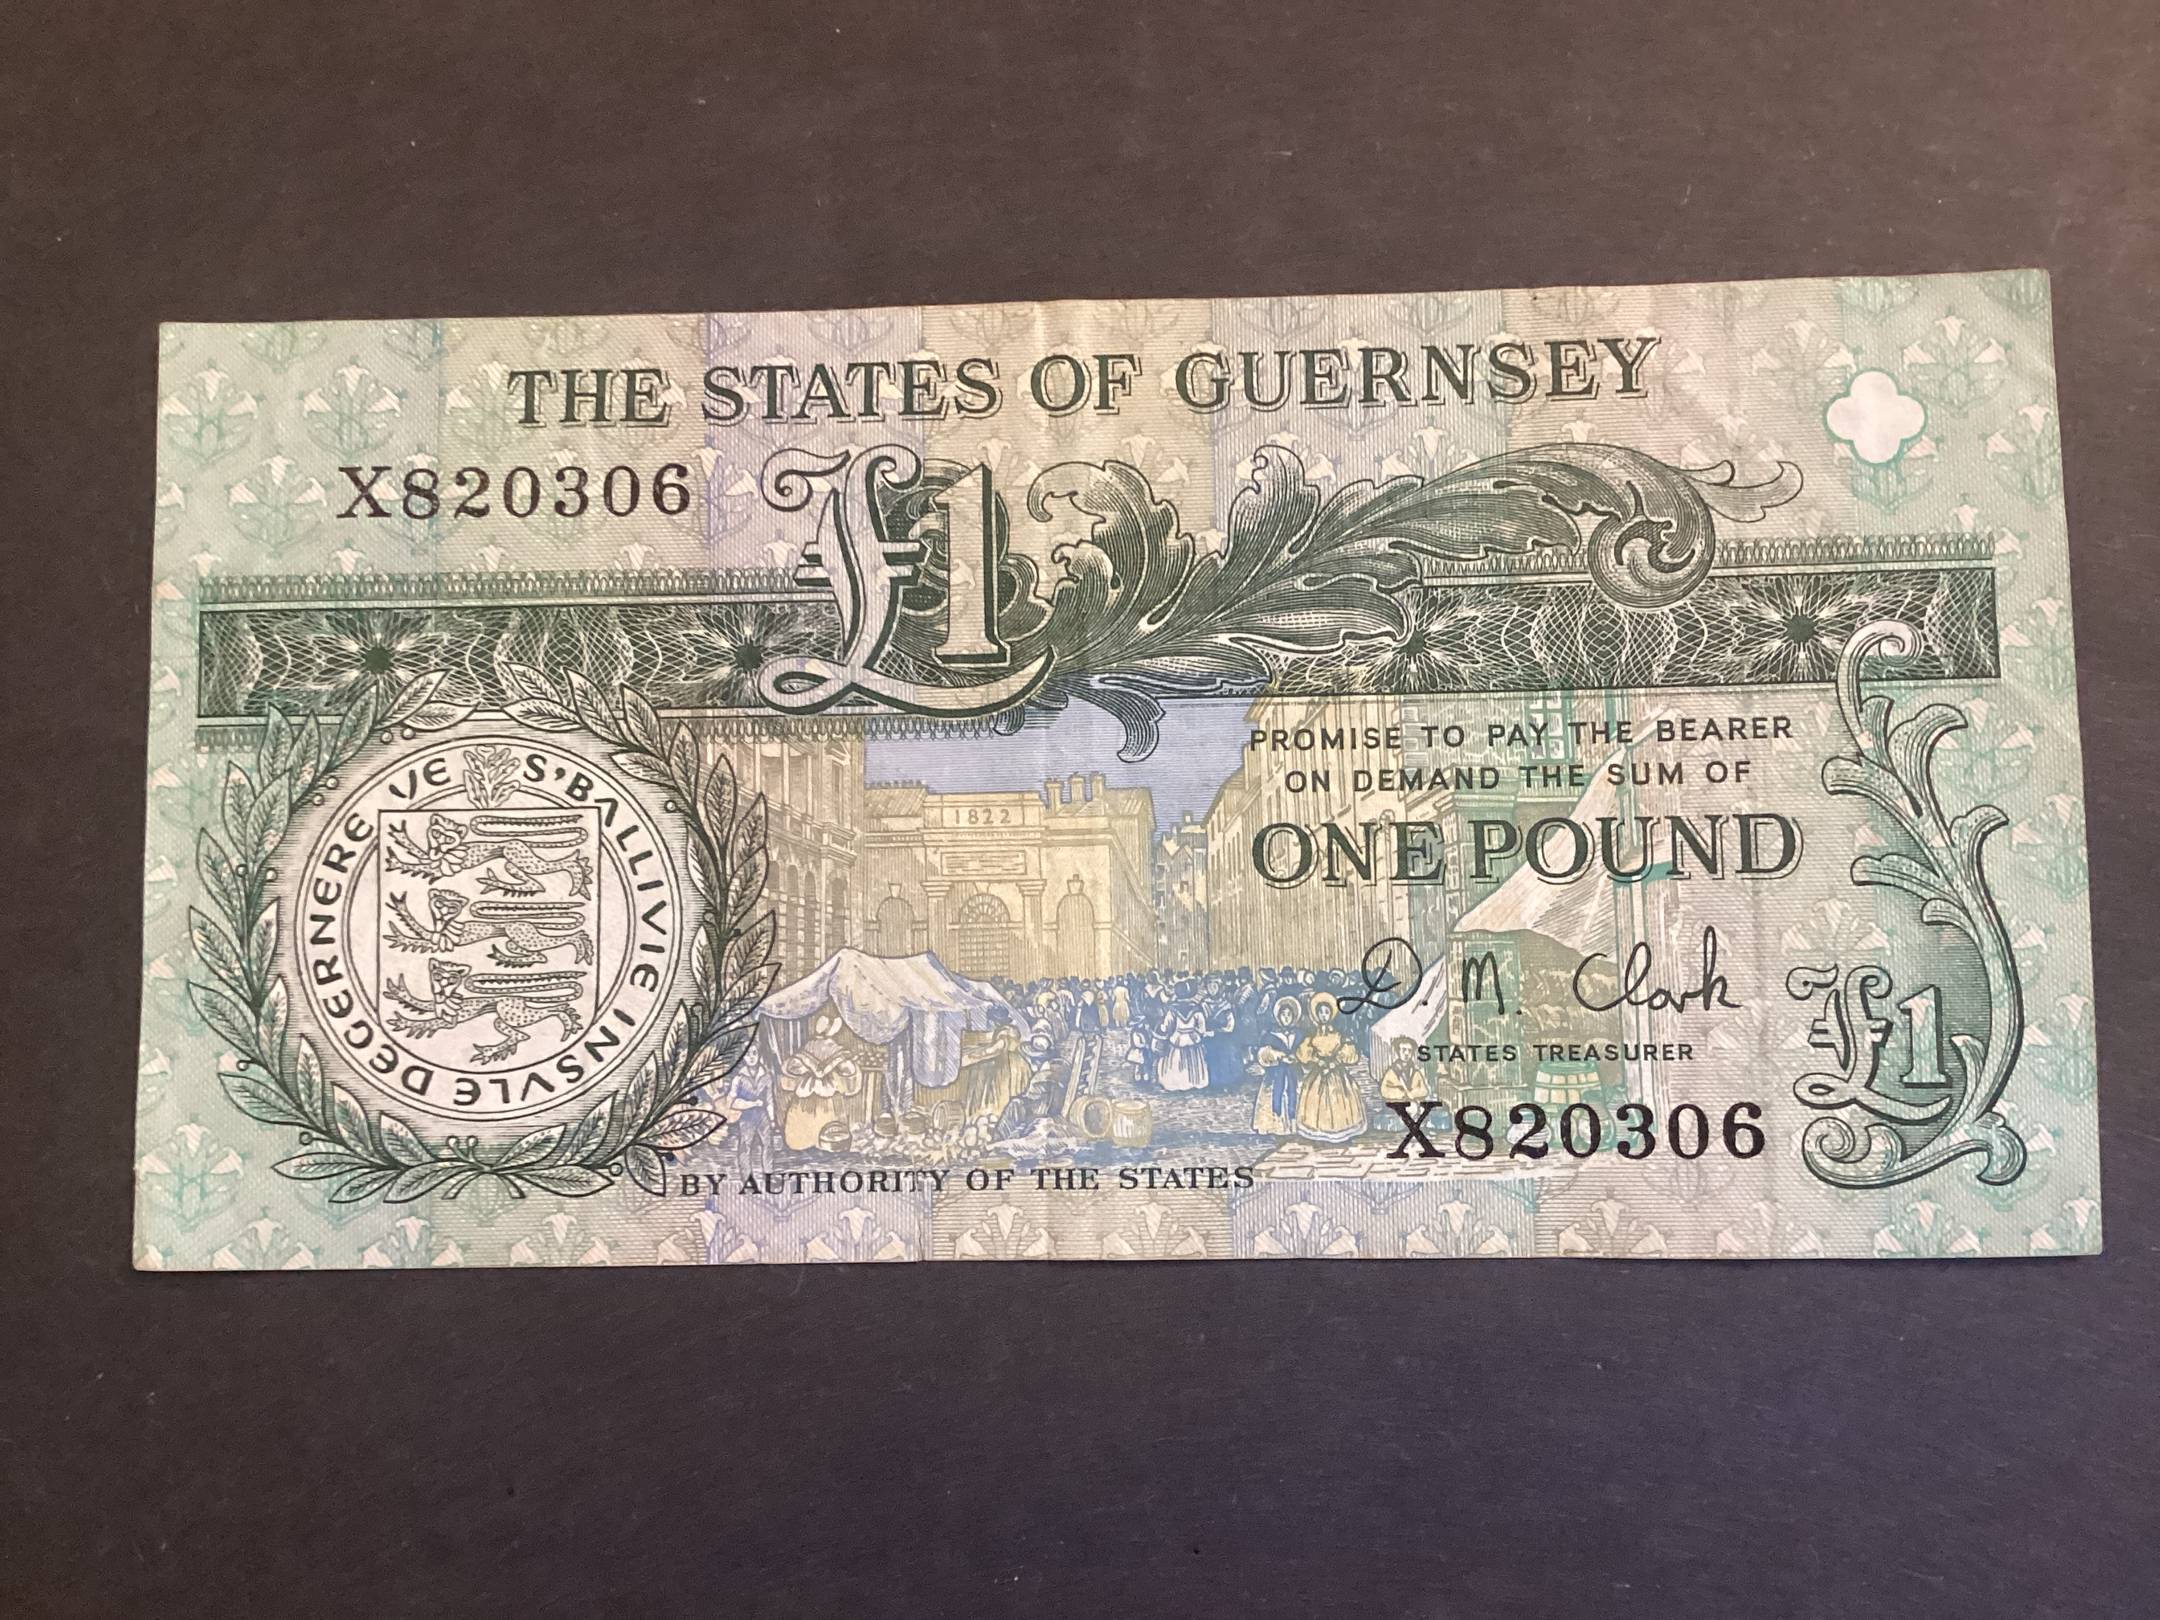 THE STATES OF GUERNSEY
X820306
£1
PROMISE TO PAY THE BEARER
ON DEMAND THE SUM OF
ONE POUND
1822
S'BALLIVIE INSVLE DEGERNERE VE
D. M. Clark
STATES TREASURER
£1
X820306
BY AUTHORITY OF THE STATES